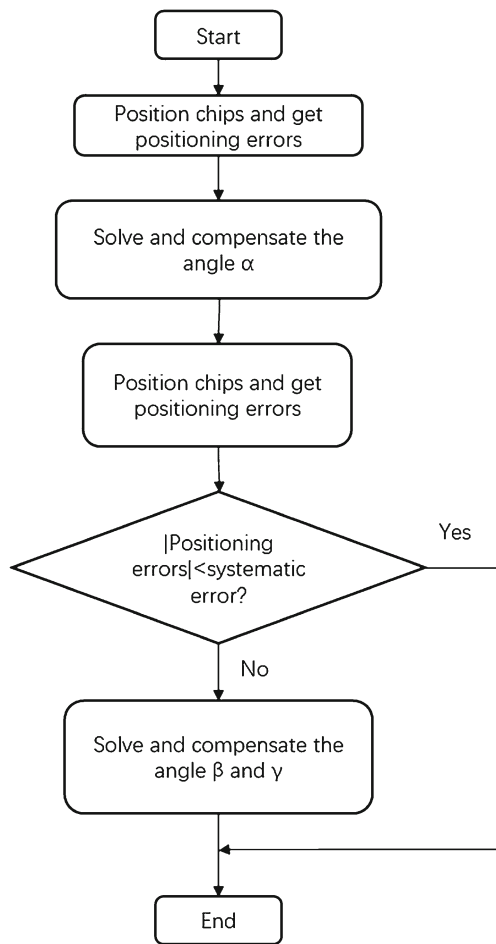 Start
Position chips and get
positioning errors
Solve and compensate the
angle α
Position chips and get
positioning errors
|Positioning
errors|<systematic
error?
Yes
No
Solve and compensate the
angle β and γ
End